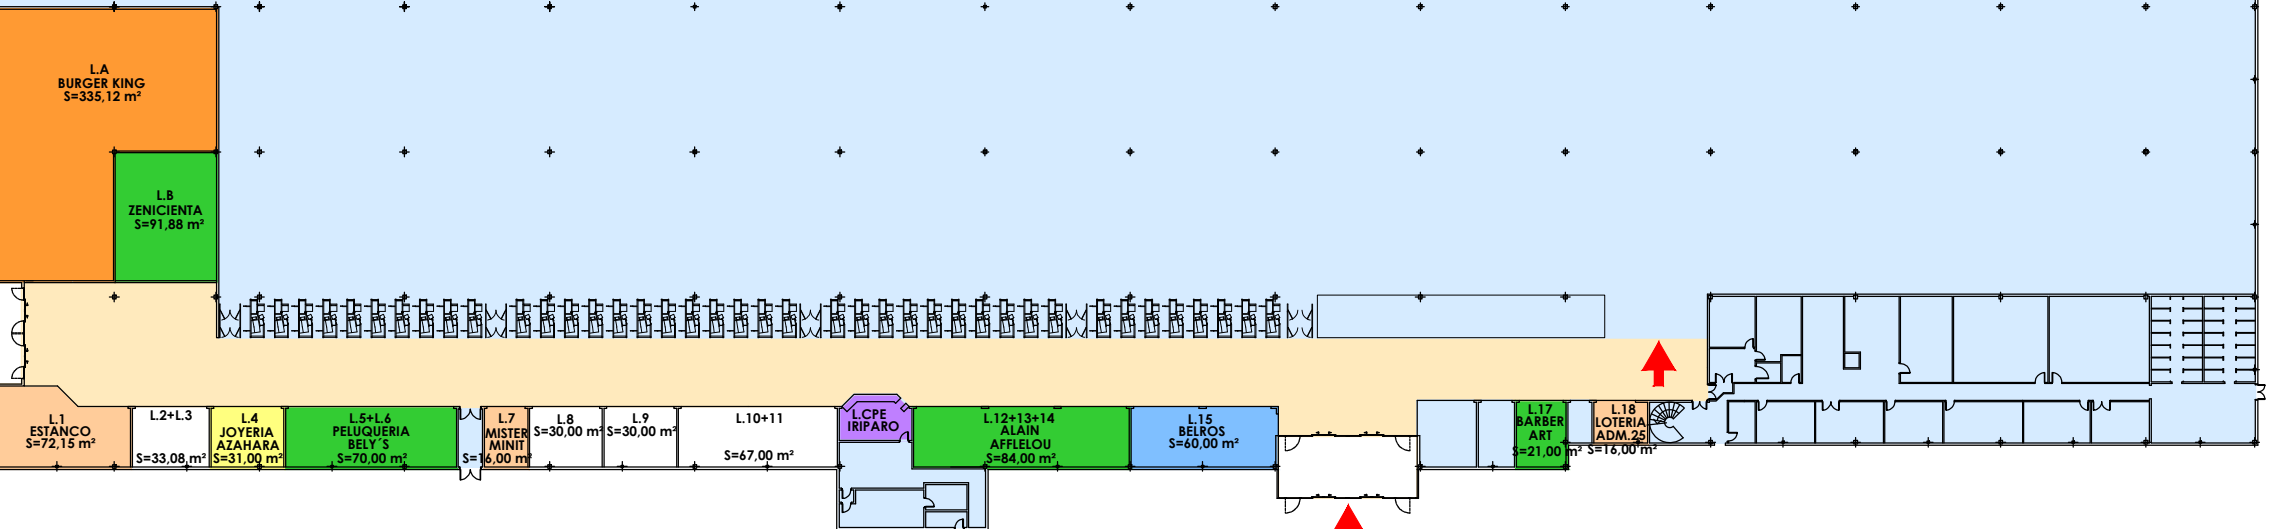 L.A
BURGER KING
S=335,12 m²
L.B
ZENICIENTA
S=91,88 m²
L.1
ESTANCO
S=72,15 m²
L.2+L.3
S=33,08 m²
L.4
JOYERIA
AZAHARA
S=31,00 m²
L.5+L.6
PELUQUERIA
BELY´S
S=70,00 m²
L.7
MISTER
MINIT
S=16,00 m²
L.8
S=30,00 m²
L.9
S=30,00 m²
L.10+11
S=67,00 m²
L.CPE
IRIPARO
L.12+13+14
ALAIN
AFFLELOU
S=84,00 m²
L.15
BELROS
S=60,00 m²
L.17
BARBER
ART
S=21,00 m²
L.18
LOTERIA
ADM.25
S=16,00 m²